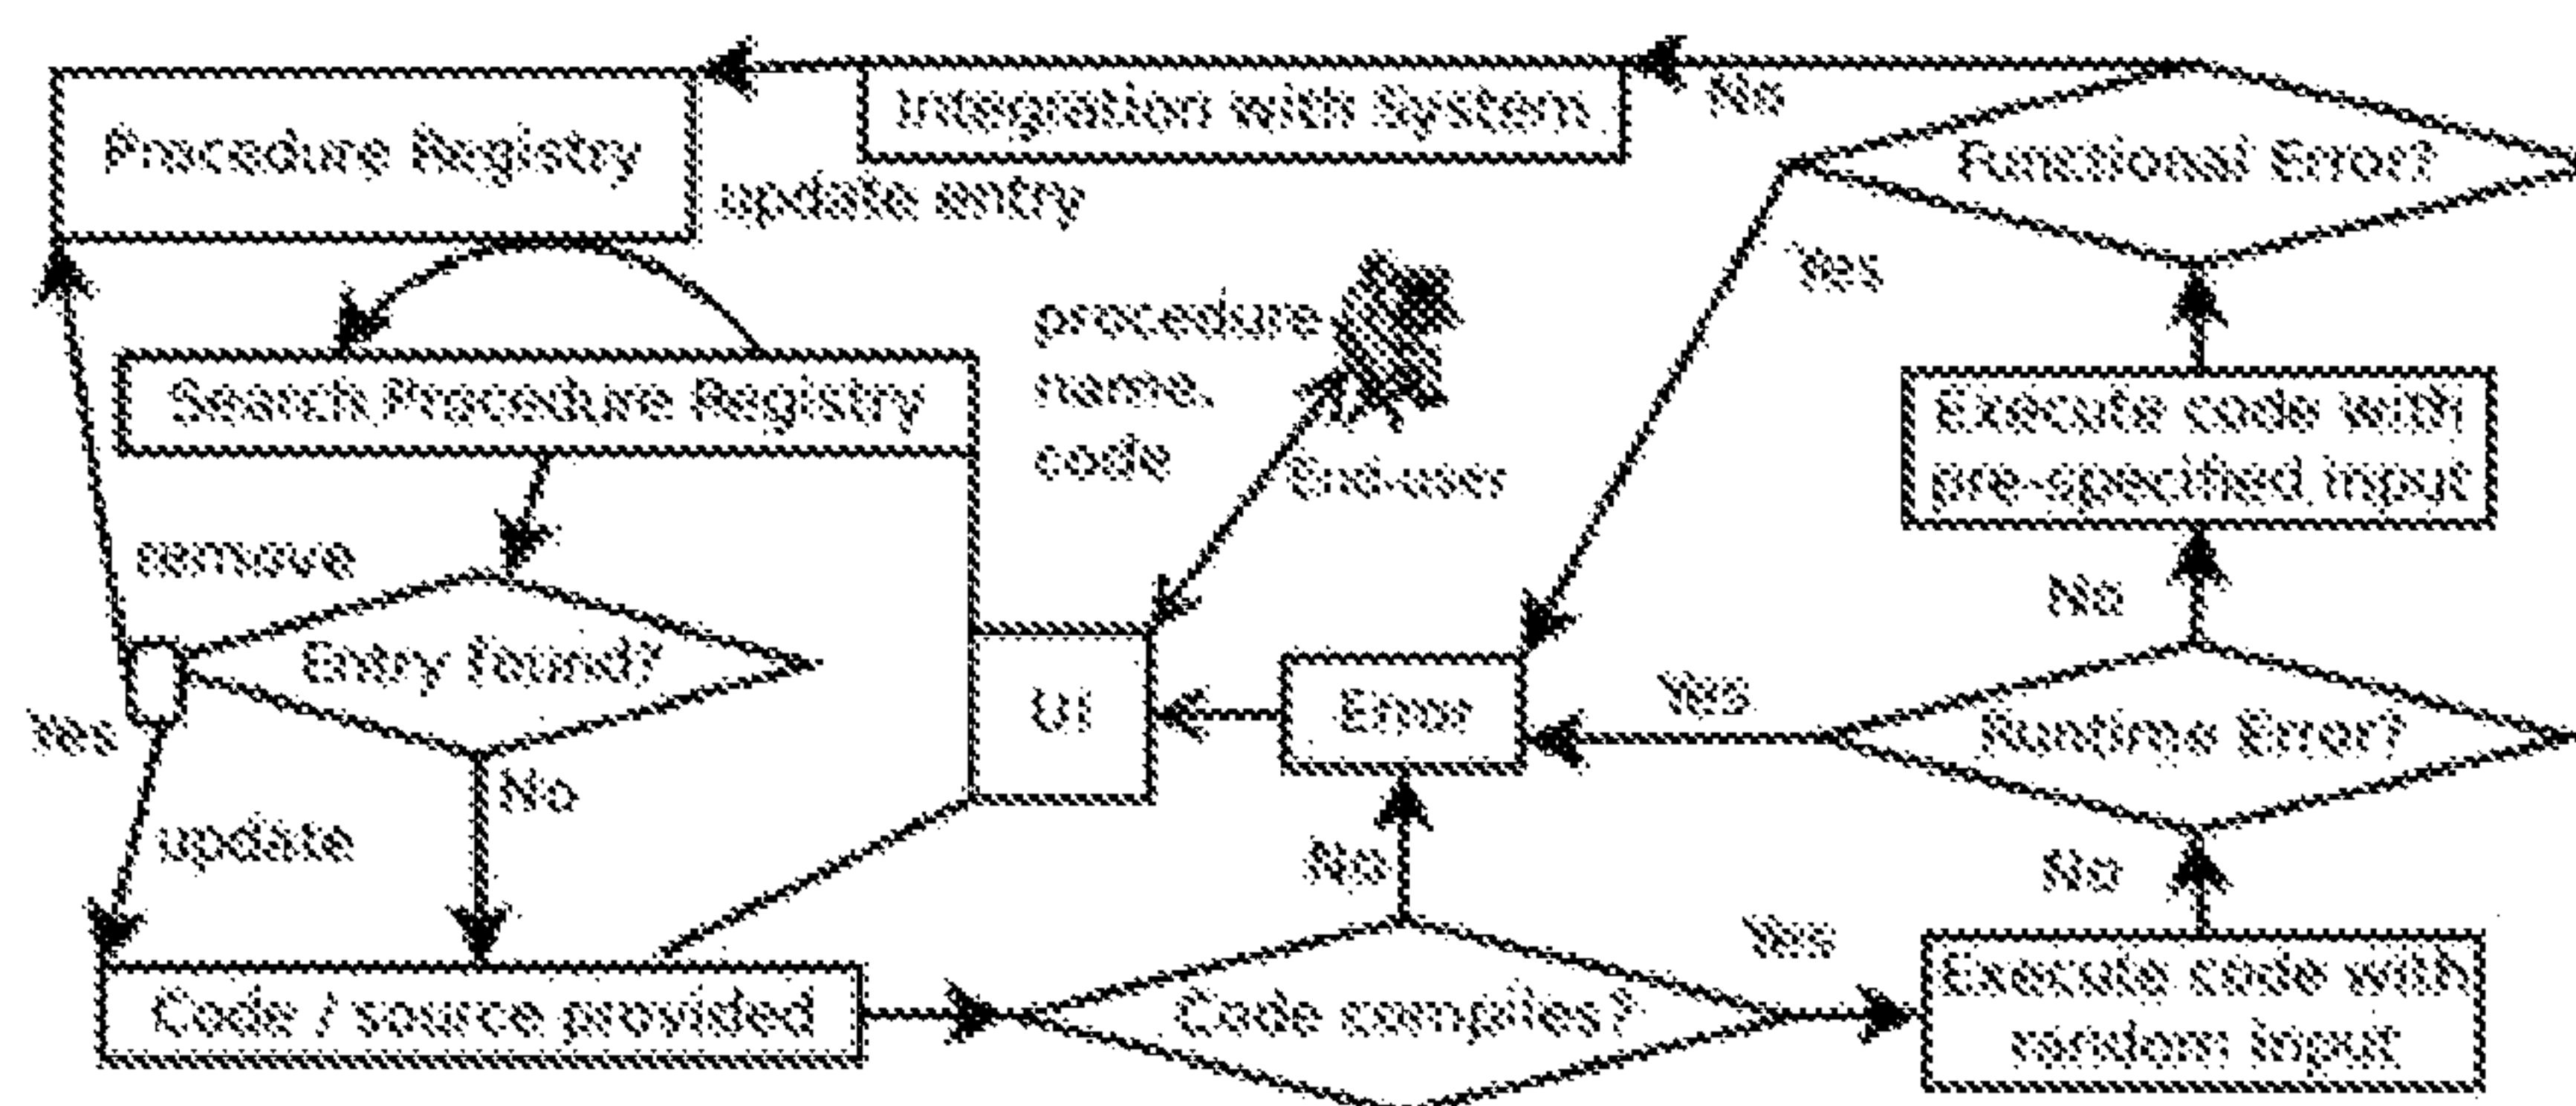 Procedure Registry
Integration with System
No
Functional Error?
update entry
Yes
procedure
name,
code
End-user
Search Procedure Registry
Execute code with
pre-specified input
remove
No
Entry found?
Yes
UI
Error
Yes
Runtime Error?
No
update
No
No
Yes
Code / source provided
Code compiles?
Execute code with
random input